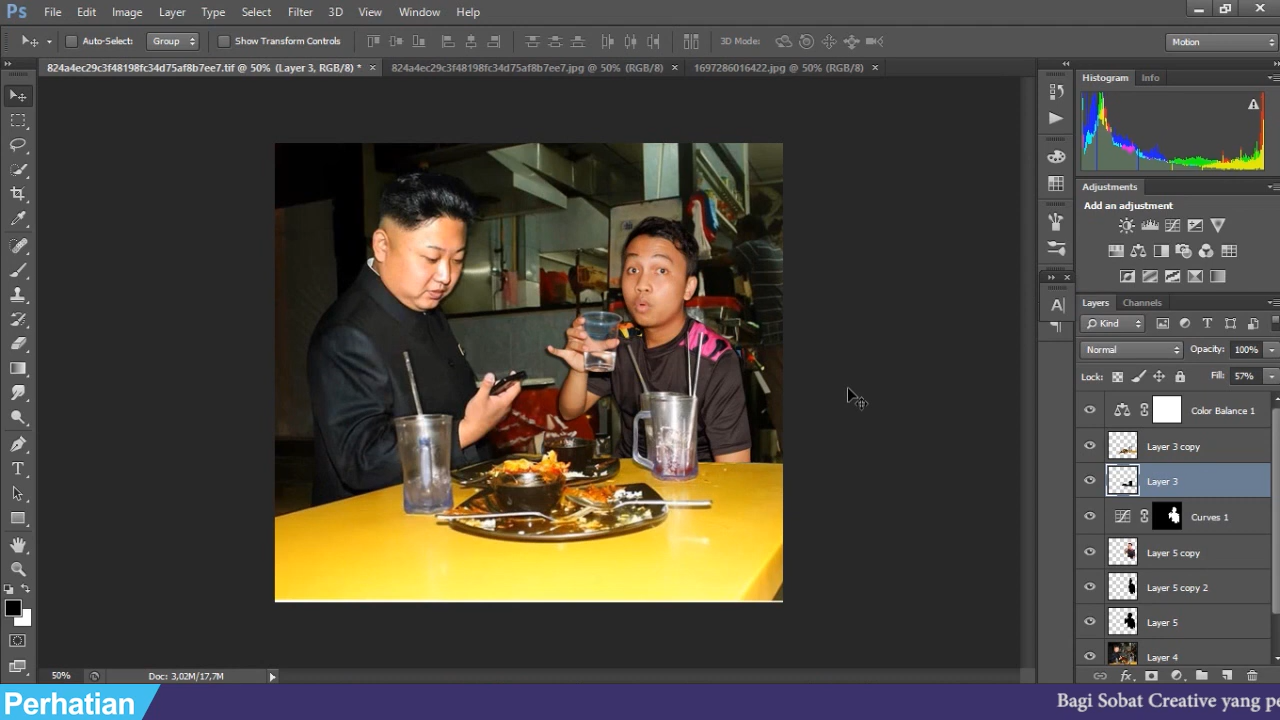 Ps File Edit Image Layer Type Select Filter 3D View Window Help
Auto-Select: Group Show Transform Controls 3D Mode: Motion
824a4ec29c3f48198fc34d75af8b7ee7.tif @ 50% (Layer 3, RGB/8) * 824a4ec29c3f48198fc34d75af8b7ee7.jpg @ 50% (RGB/8) 1697286016422.jpg @ 50% (RGB/8)
Histogram Info
Adjustments
Add an adjustment
Layers Channels
Kind
Normal Opacity: 100%
Lock: Fill: 57%
Color Balance 1
Layer 3 copy
Layer 3
Curves 1
Layer 5 copy
Layer 5 copy 2
Layer 5
Layer 4
50% Doc: 3,02M/17,7M
Perhatian Bagi Sobat Creative yang pe